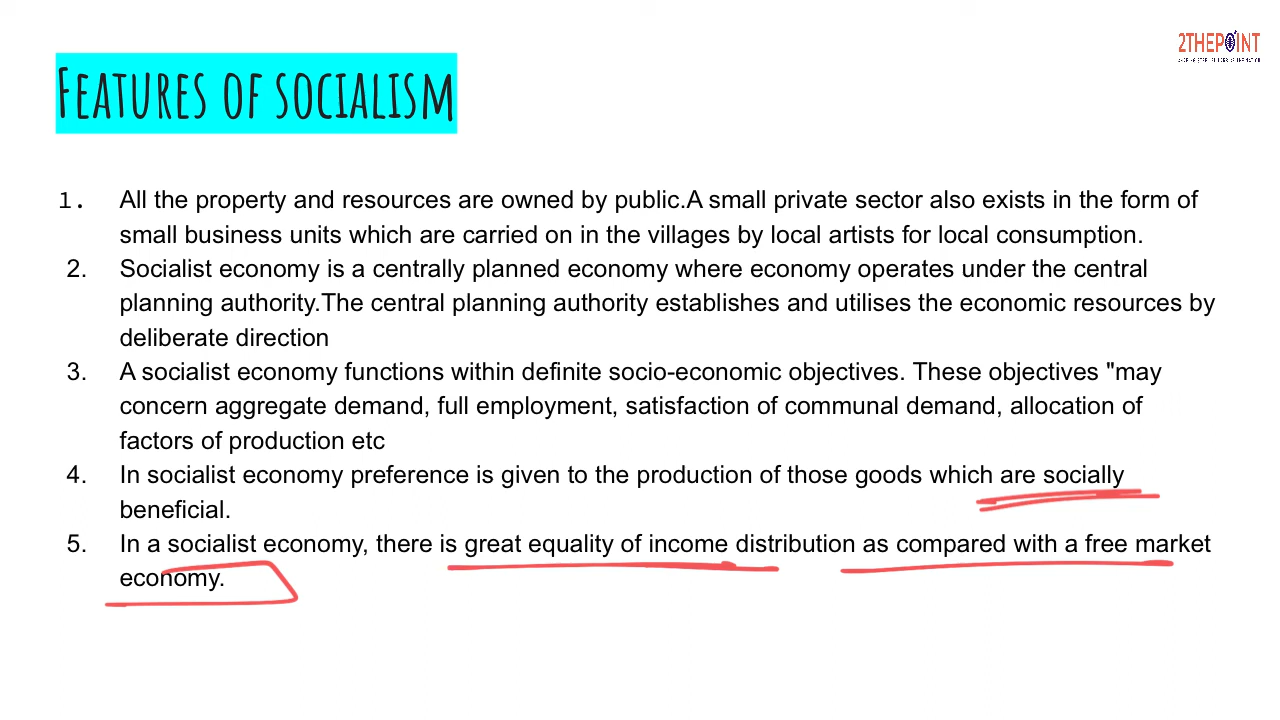 2THEPOINT
FEATURES OF SOCIALISM
1. All the property and resources are owned by public.A small private sector also exists in the form of
small business units which are carried on in the villages by local artists for local consumption.
2. Socialist economy is a centrally planned economy where economy operates under the central
planning authority.The central planning authority establishes and utilises the economic resources by
deliberate direction
3. A socialist economy functions within definite socio-economic objectives. These objectives "may
concern aggregate demand, full employment, satisfaction of communal demand, allocation of
factors of production etc
4. In socialist economy preference is given to the production of those goods which are socially
beneficial.
5. In a socialist economy, there is great equality of income distribution as compared with a free market
economy.